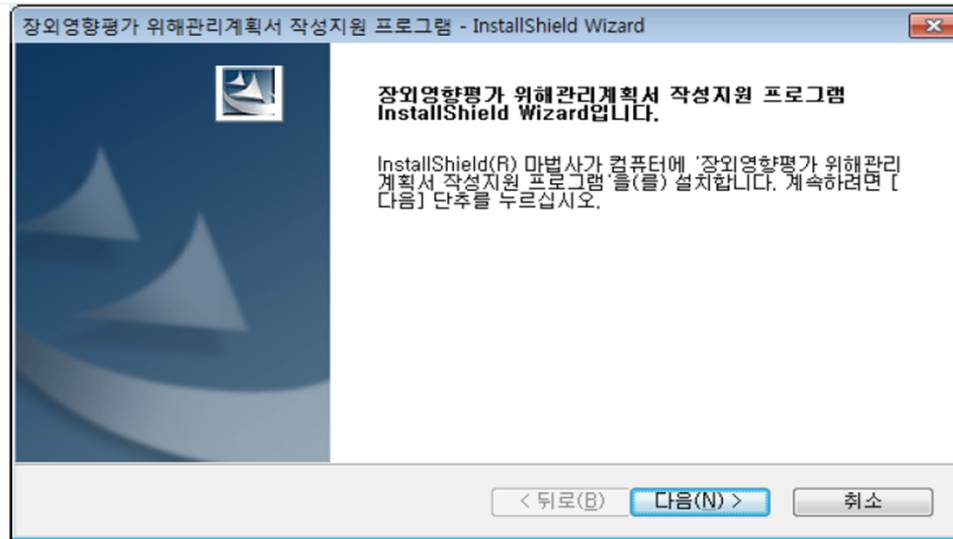 장외영향평가 위해관리계획서 작성지원 프로그램 - InstallShield Wizard
장외영향평가 위해관리계획서 작성지원 프로그램
InstallShield Wizard입니다.
InstallShield(R) 마법사가 컴퓨터에 '장외영향평가 위해관리
계획서 작성지원 프로그램'을(를) 설치합니다. 계속하려면 [
다음] 단추를 누르십시오.
< 뒤로(B) 다음(N) > 취소